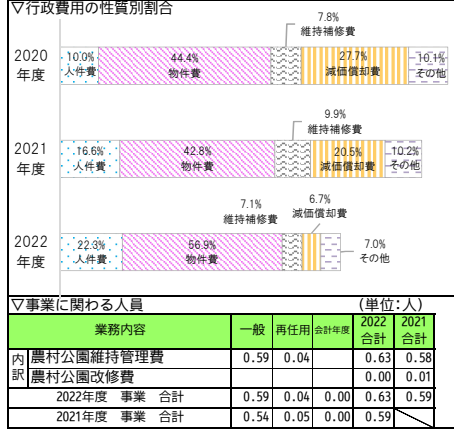 ▽行政費用の性質別割合
7.8%
維持補修費
2020
年度
10.0%
人件費
44.4%
物件費
27.7%
減価償却費
10.1%
その他
9.9%
維持補修費
2021
年度
16.6%
人件費
42.8%
物件費
20.5%
減価償却費
10.2%
その他
7.1%
維持補修費
6.7%
減価償却費
2022
年度
22.3%
人件費
56.9%
物件費
7.0%
その他
▽事業に関わる人員 (単位:人)
業務内容 一般 再任用 会計年度 2022合計 2021合計
内訳 農村公園維持管理費 0.59 0.04 0.63 0.58
農村公園改修費 0.00 0.01
2022年度 事業 合計 0.59 0.04 0.00 0.63 0.59
2021年度 事業 合計 0.54 0.05 0.00 0.59